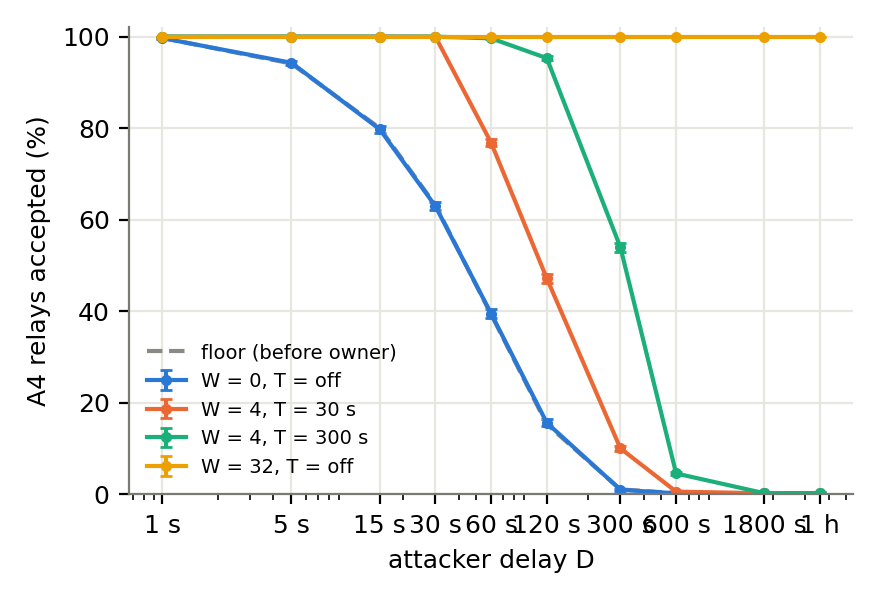 A4 relays accepted (%)
100
80
60
40
20
0
floor (before owner)
W = 0, T = off
W = 4, T = 30 s
W = 4, T = 300 s
W = 32, T = off
1 s 5 s 15 s 30 s 60 s 120 s 300 s 600 s 1800 s 1 h
attacker delay D